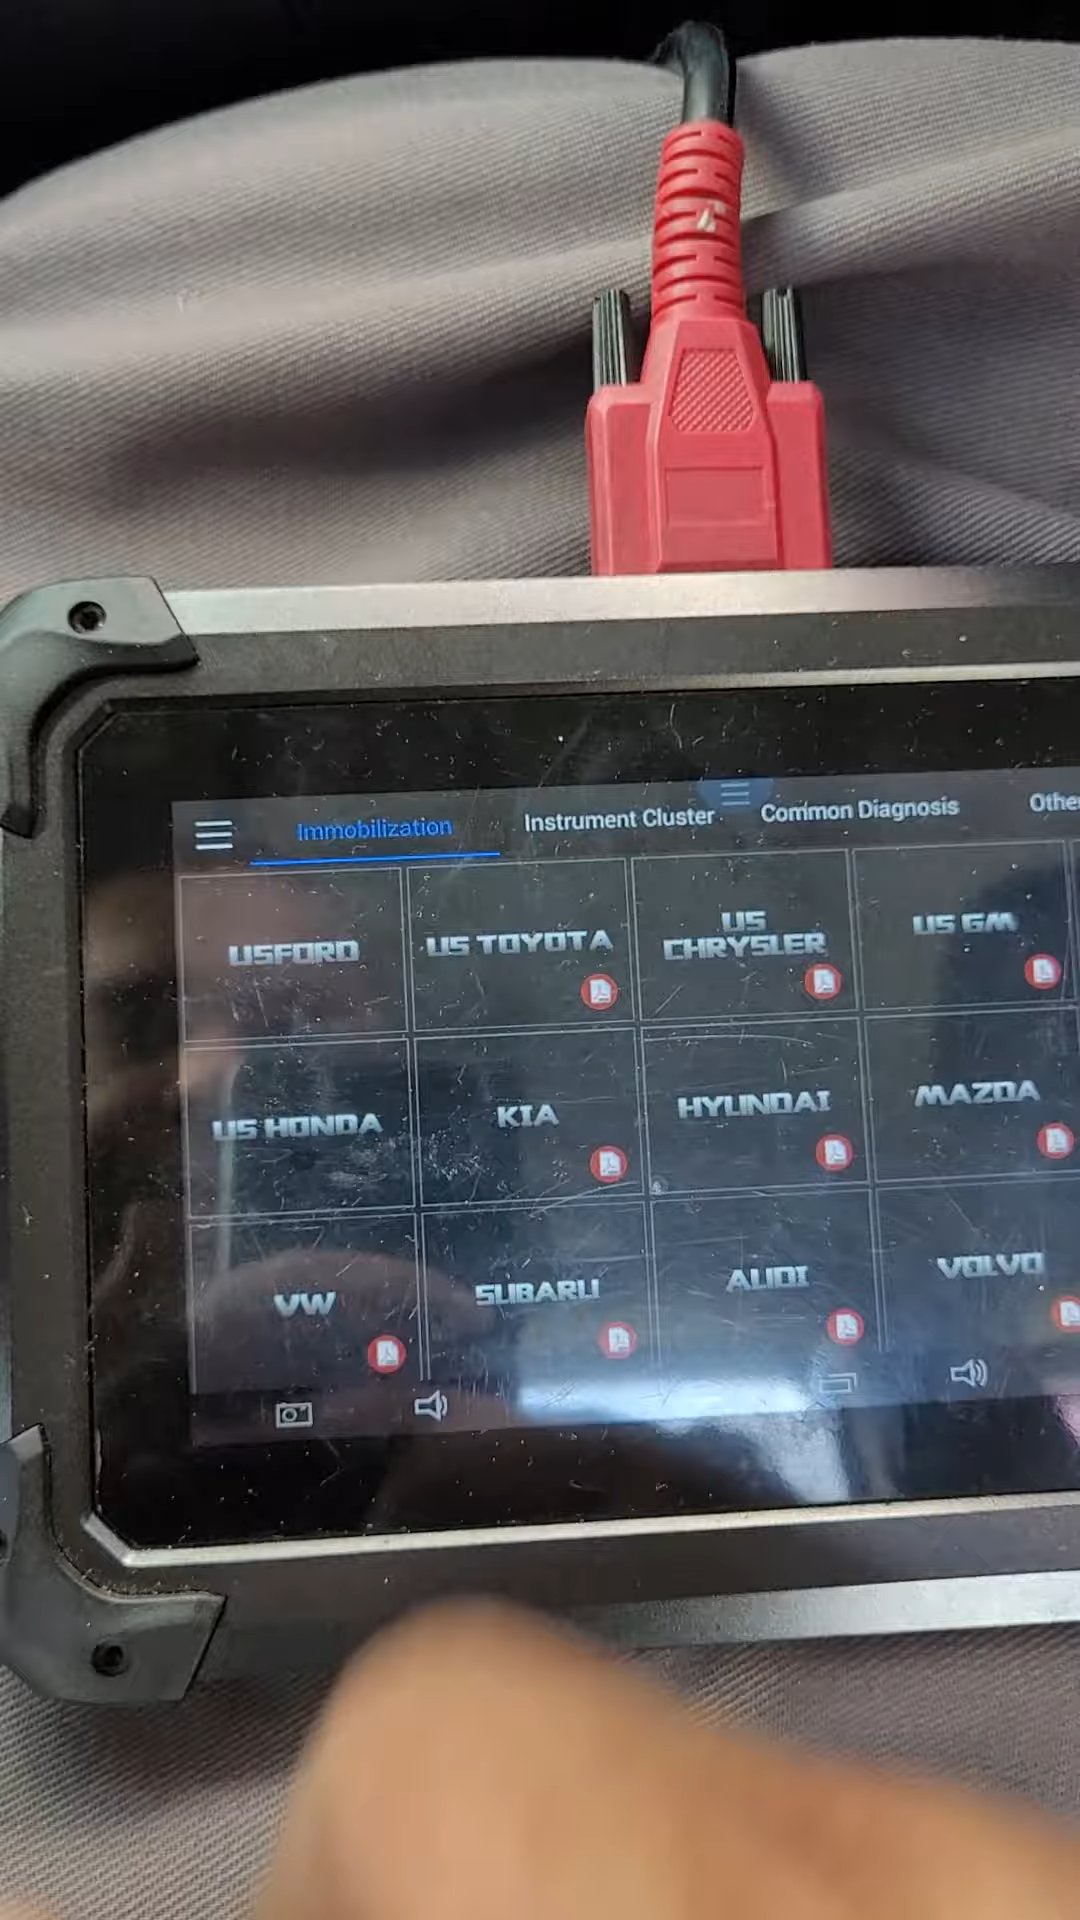 Immobilization Instrument Cluster Common Diagnosis Othe
USFORD US TOYOTA US CHRYSLER US GM
US HONDA KIA HYUNDAI MAZDA
VW SUBARU AUDI VOLVO